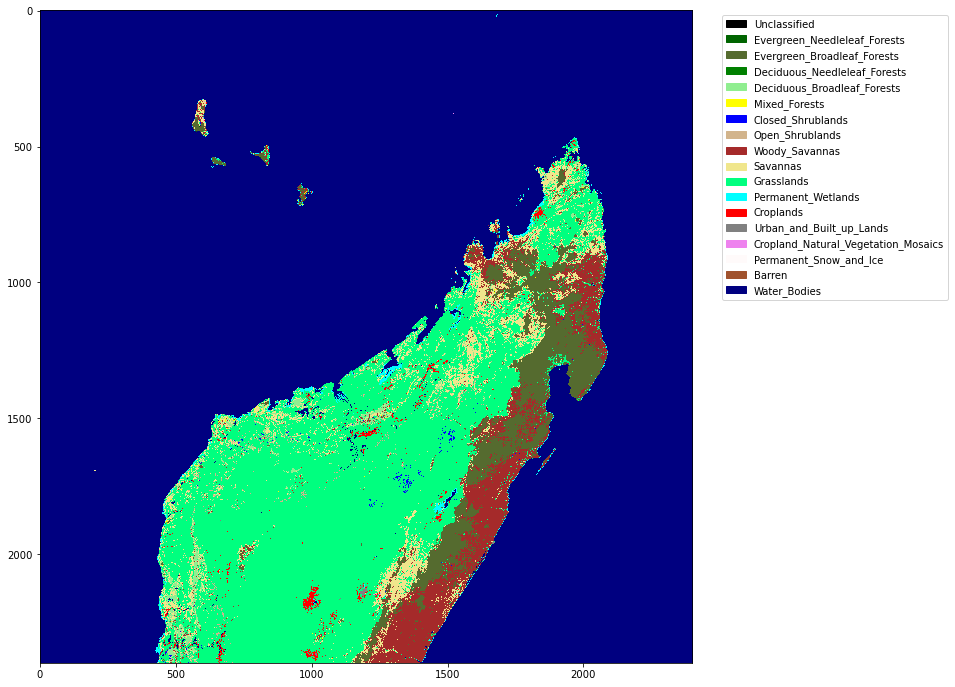 0
500
1000
1500
2000
0
500
1000
1500
2000
Unclassified
Evergreen_Needleleaf_Forests
Evergreen_Broadleaf_Forests
Deciduous_Needleleaf_Forests
Deciduous_Broadleaf_Forests
Mixed_Forests
Closed_Shrublands
Open_Shrublands
Woody_Savannas
Savannas
Grasslands
Permanent_Wetlands
Croplands
Urban_and_Built_up_Lands
Cropland_Natural_Vegetation_Mosaics
Permanent_Snow_and_Ice
Barren
Water_Bodies